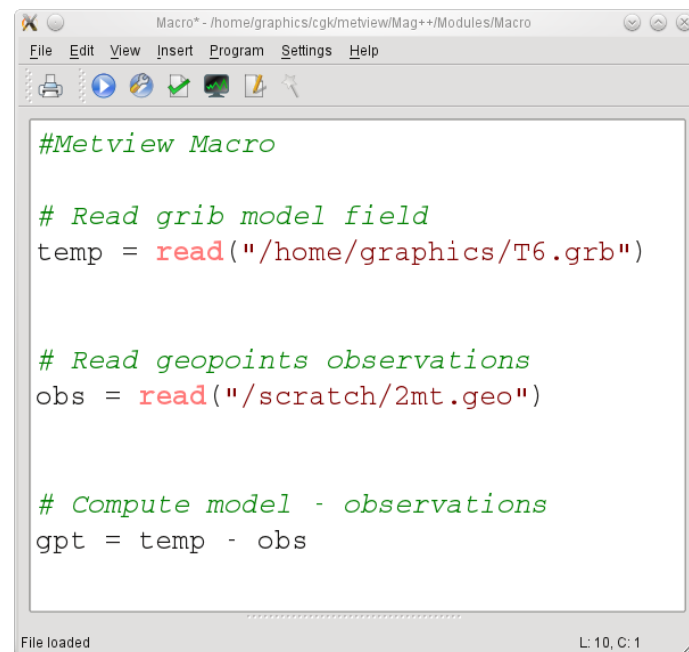 Macro* - /home/graphics/cgk/metview/Mag++/Modules/Macro
File Edit View Insert Program Settings Help
#Metview Macro
# Read grib model field
temp = read("/home/graphics/T6.grb")
# Read geopoints observations
obs = read("/scratch/2mt.geo")
# Compute model - observations
gpt = temp - obs
File loaded L: 10, C: 1